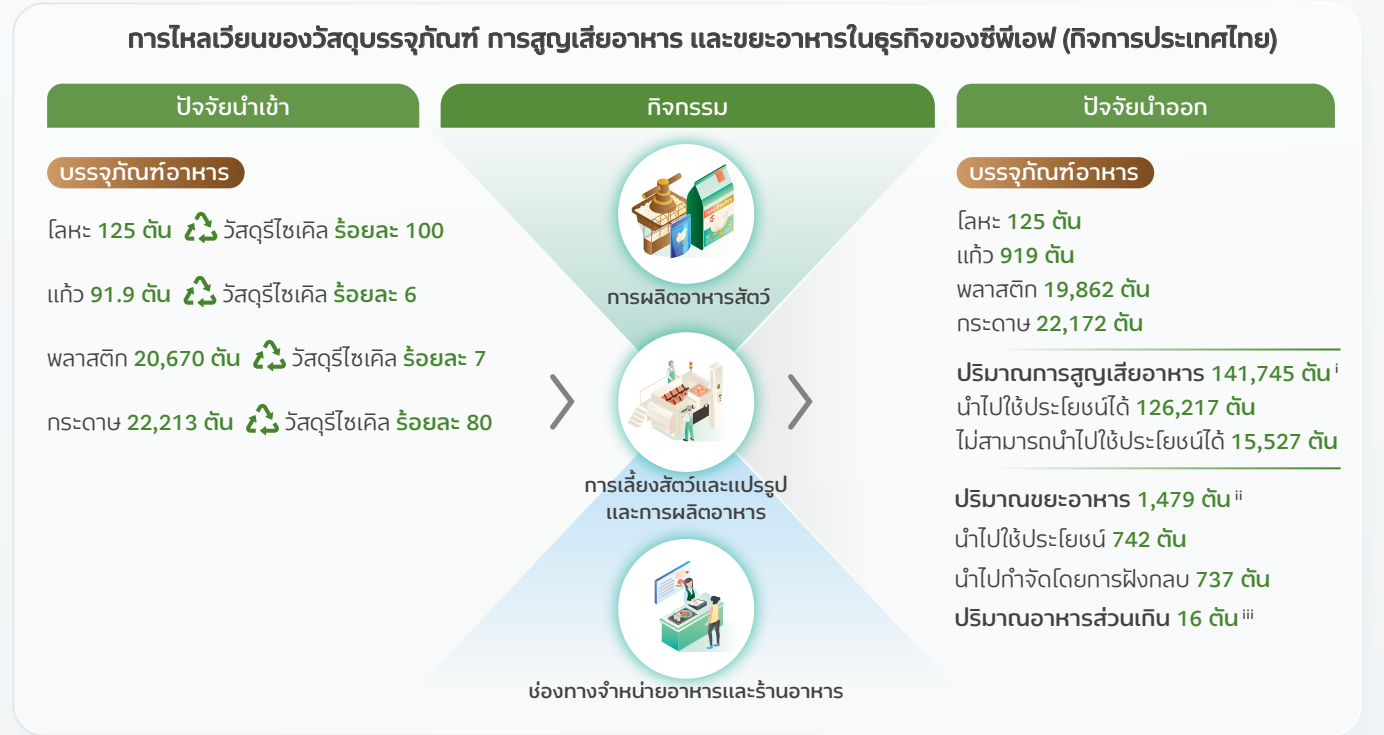 การไหลเวียนของวัสดุบรรจุภัณฑ์ การสูญเสียอาหาร และขยะอาหารในธุรกิจของซีพีเอฟ (กิจการประเทศไทย)
ปัจจัยนำเข้า
บรรจุภัณฑ์อาหาร
โลหะ 125 ตัน วัสดุรีไซเคิล ร้อยละ 100
แก้ว 91.9 ตัน วัสดุรีไซเคิล ร้อยละ 6
พลาสติก 20,670 ตัน วัสดุรีไซเคิล ร้อยละ 7
กระดาษ 22,213 ตัน วัสดุรีไซเคิล ร้อยละ 80
กิจกรรม
การผลิตอาหารสัตว์
การเลี้ยงสัตว์และแปรรูป
และการผลิตอาหาร
ช่องทางจำหน่ายอาหารและร้านอาหาร
ปัจจัยนำออก
บรรจุภัณฑ์อาหาร
โลหะ 125 ตัน
แก้ว 919 ตัน
พลาสติก 19,862 ตัน
กระดาษ 22,172 ตัน
ปริมาณการสูญเสียอาหาร 141,745 ตัน i
นำไปใช้ประโยชน์ได้ 126,217 ตัน
ไม่สามารถนำไปใช้ประโยชน์ได้ 15,527 ตัน
ปริมาณขยะอาหาร 1,479 ตัน ii
นำไปใช้ประโยชน์ 742 ตัน
นำไปกำจัดโดยการฝังกลบ 737 ตัน
ปริมาณอาหารส่วนเกิน 16 ตัน iii